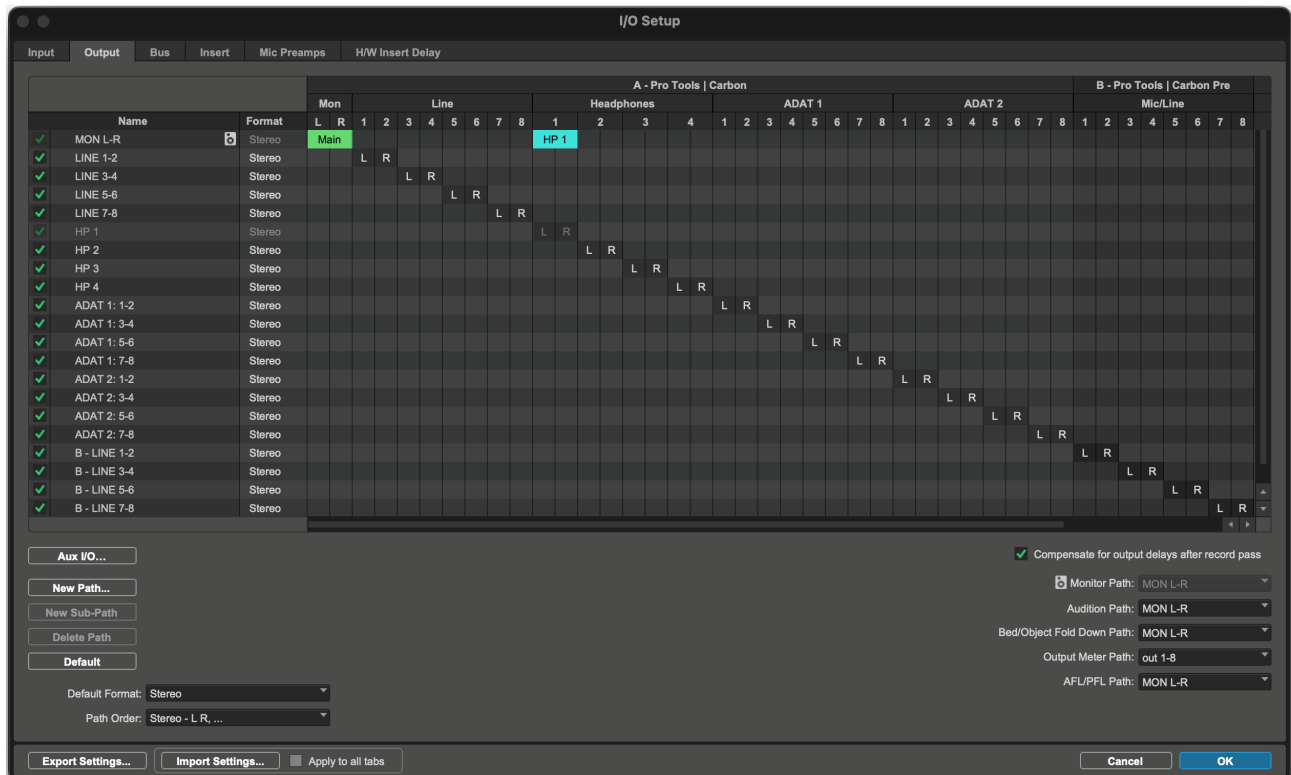 I/O Setup
Input Output Bus Insert Mic Preamps H/W Insert Delay
A - Pro Tools | Carbon B - Pro Tools | Carbon Pre
Mon Line Headphones ADAT 1 ADAT 2 Mic/Line
Name Format L R 1 2 3 4 5 6 7 8 1 2 3 4 1 2 3 4 5 6 7 8 1 2 3 4 5 6 7 8 1 2 3 4 5 6 7 8
MON L-R Stereo Main HP 1
LINE 1-2 Stereo L R
LINE 3-4 Stereo L R
LINE 5-6 Stereo L R
LINE 7-8 Stereo L R
HP 1 Stereo L R
HP 2 Stereo L R
HP 3 Stereo L R
HP 4 Stereo L R
ADAT 1: 1-2 Stereo L R
ADAT 1: 3-4 Stereo L R
ADAT 1: 5-6 Stereo L R
ADAT 1: 7-8 Stereo L R
ADAT 2: 1-2 Stereo L R
ADAT 2: 3-4 Stereo L R
ADAT 2: 5-6 Stereo L R
ADAT 2: 7-8 Stereo L R
B - LINE 1-2 Stereo L R
B - LINE 3-4 Stereo L R
B - LINE 5-6 Stereo L R
B - LINE 7-8 Stereo L R
Aux I/O...
New Path...
New Sub-Path
Delete Path
Default
Default Format: Stereo
Path Order: Stereo - L R, ...
Compensate for output delays after record pass
Monitor Path: MON L-R
Audition Path: MON L-R
Bed/Object Fold Down Path: MON L-R
Output Meter Path: out 1-8
AFL/PFL Path: MON L-R
Export Settings... Import Settings... Apply to all tabs Cancel OK